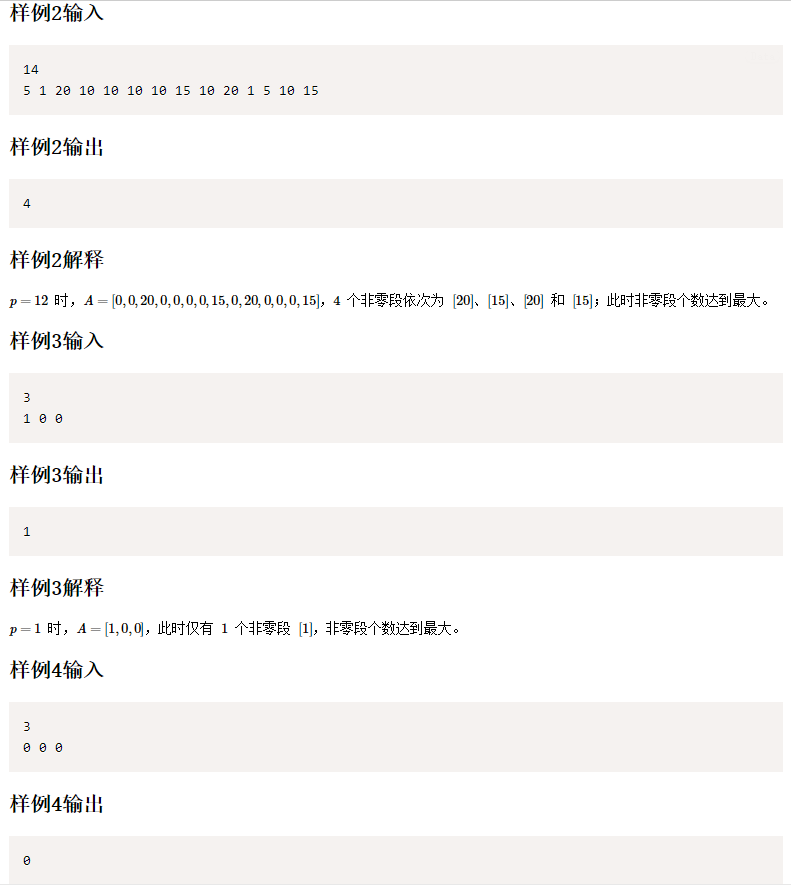 样例2输入
14
5 1 20 10 10 10 10 15 10 20 1 5 10 15
样例2输出
4
样例2解释
p = 12 时，A = [0, 0, 20, 0, 0, 0, 0, 15, 0, 20, 0, 0, 0, 15]，4 个非零段依次为 [20]、[15]、[20] 和 [15]；此时非零段个数达到最大。
样例3输入
3
1 0 0
样例3输出
1
样例3解释
p = 1 时，A = [1, 0, 0]，此时仅有 1 个非零段 [1]，非零段个数达到最大。
样例4输入
3
0 0 0
样例4输出
0